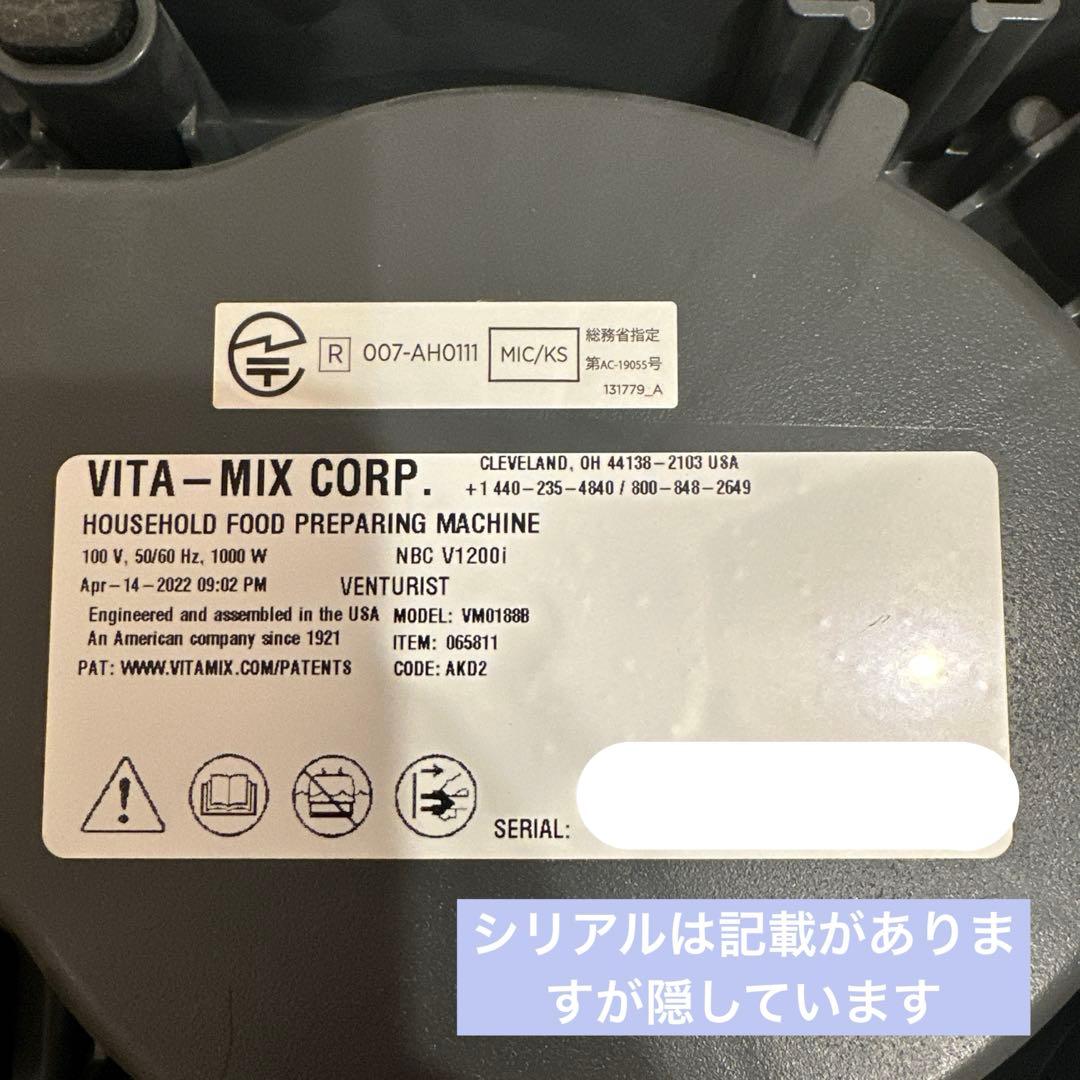 R 007-AH0111 MIC/KS 総務省指定
第AC-19055号
131779_A
VITA-MIX CORP. CLEVELAND, OH 44138-2103 USA
+1 440-235-4840 / 800-848-2649
HOUSEHOLD FOOD PREPARING MACHINE
100 V, 50/60 Hz, 1000 W NBC V1200i
Apr-14-2022 09:02 PM VENTURIST
Engineered and assembled in the USA MODEL: VM0188B
An American company since 1921 ITEM: 065811
PAT: WWW.VITAMIX.COM/PATENTS CODE: AKD2
SERIAL:
シリアルは記載がありま
すが隠しています